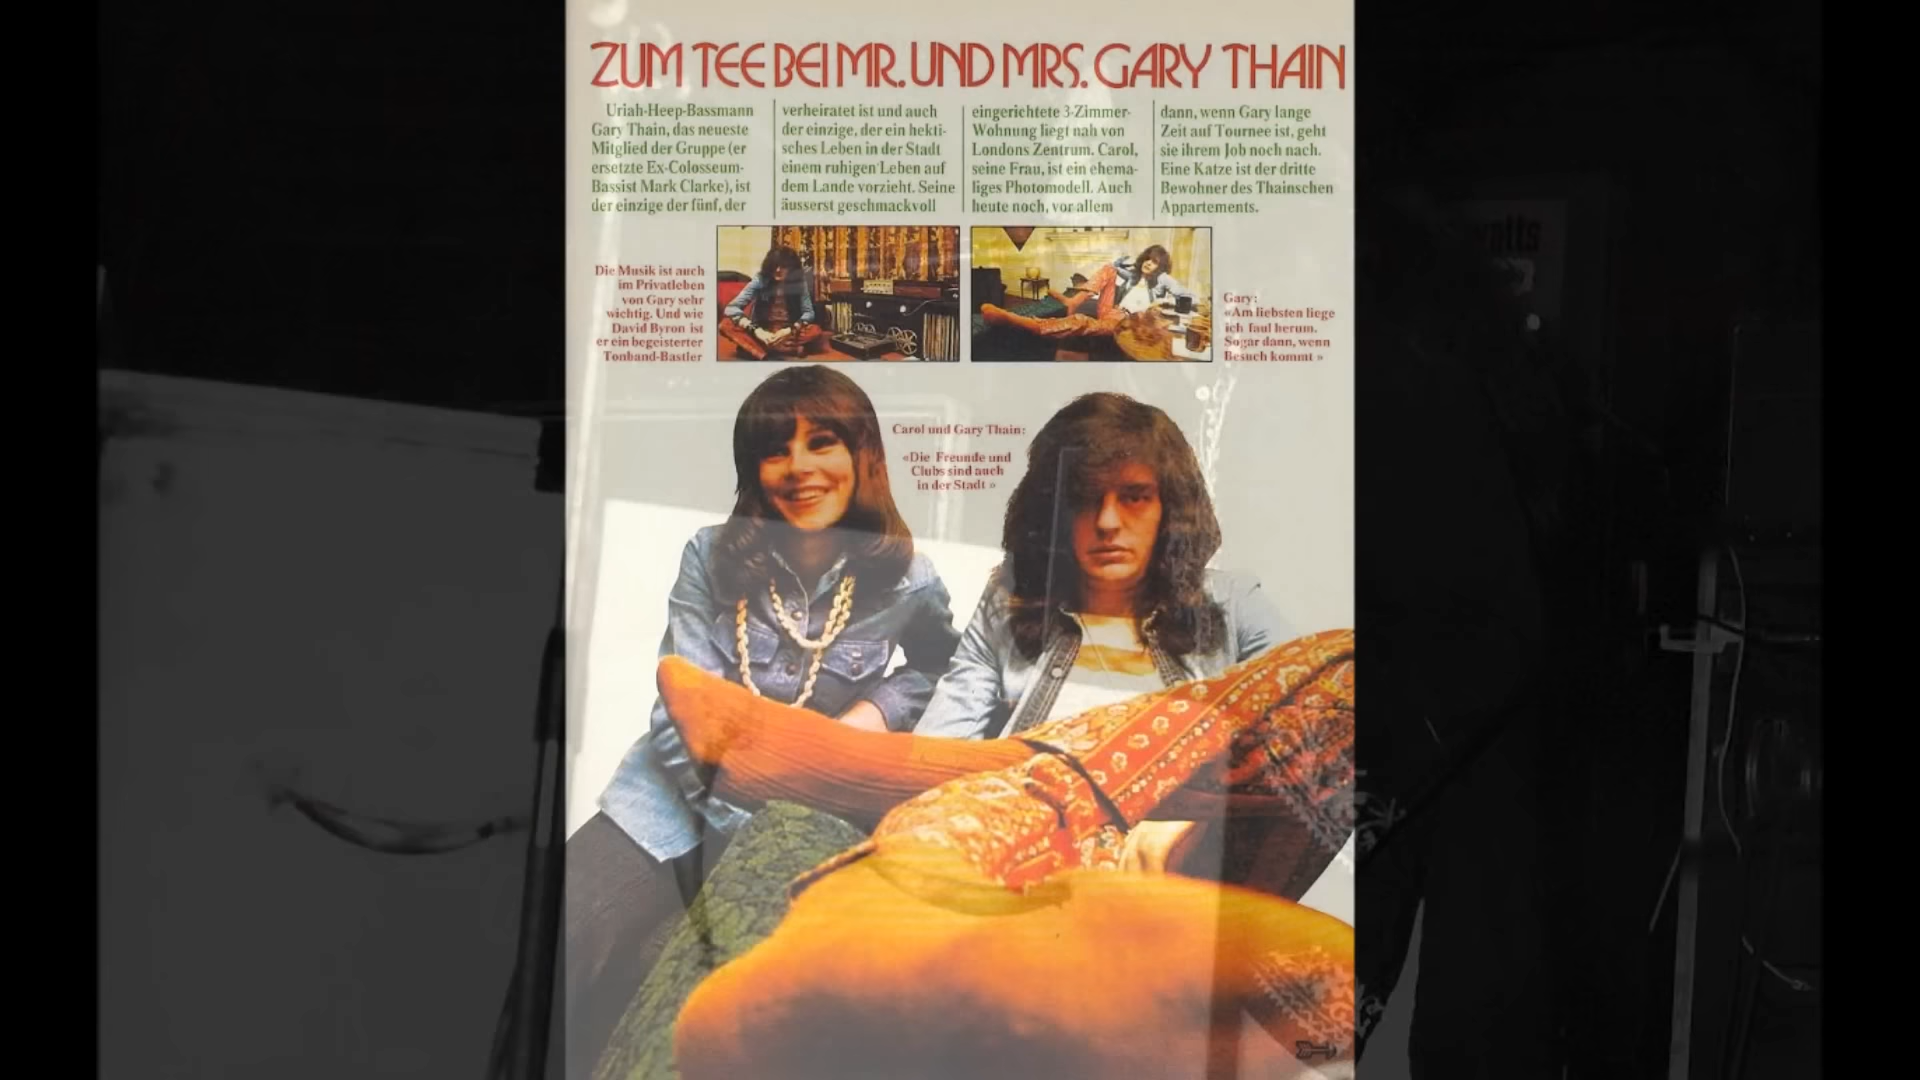 ZUM TEE BEI MR. UND MRS. GARY THAIN
Uriah-Heep-Bassmann
Gary Thain, das neueste
Mitglied der Gruppe (er
ersetzte Ex-Colosseum-
Bassist Mark Clarke), ist
der einzige der fünf, der
verheiratet ist und auch
der einzige, der ein hekti-
sches Leben in der Stadt
einem ruhigen Leben auf
dem Lande vorzieht. Seine
äusserst geschmackvoll
eingerichtete 3-Zimmer-
Wohnung liegt nah von
Londons Zentrum. Carol,
seine Frau, ist ein ehema-
liges Photomodell. Auch
heute noch, vor allem
dann, wenn Gary lange
Zeit auf Tournee ist, geht
sie ihrem Job noch nach.
Eine Katze ist der dritte
Bewohner des Thainschen
Appartements.
Die Musik ist auch
im Privatleben
von Gary sehr
wichtig. Und wie
David Byron ist
er ein begeisterter
Tonband-Bastler
Gary:
«Am liebsten liege
ich faul herum.
Sogar dann, wenn
Besuch kommt »
Carol und Gary Thain:
«Die Freunde und
Clubs sind auch
in der Stadt »